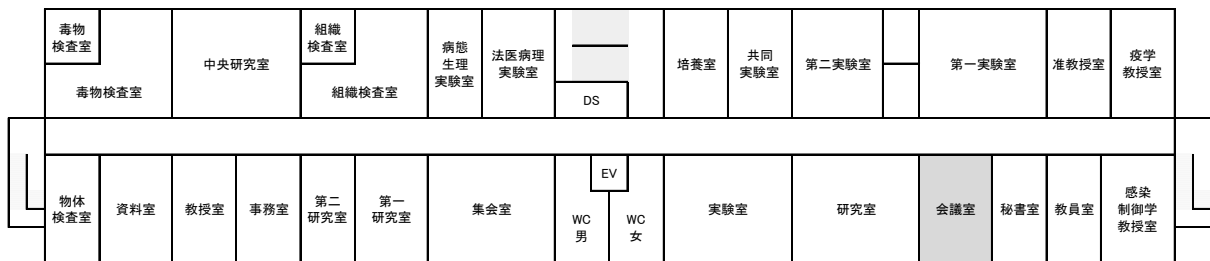 毒物
検査室
毒物検査室
中央研究室
組織
検査室
組織検査室
病態
生理
実験室
法医病理
実験室
DS
培養室
共同
実験室
第二実験室
第一実験室
准教授室
疫学
教授室
物体
検査室
資料室
教授室
事務室
第二
研究室
第一
研究室
集会室
EV
WC
男
WC
女
実験室
研究室
会議室
秘書室
教員室
感染
制御学
教授室